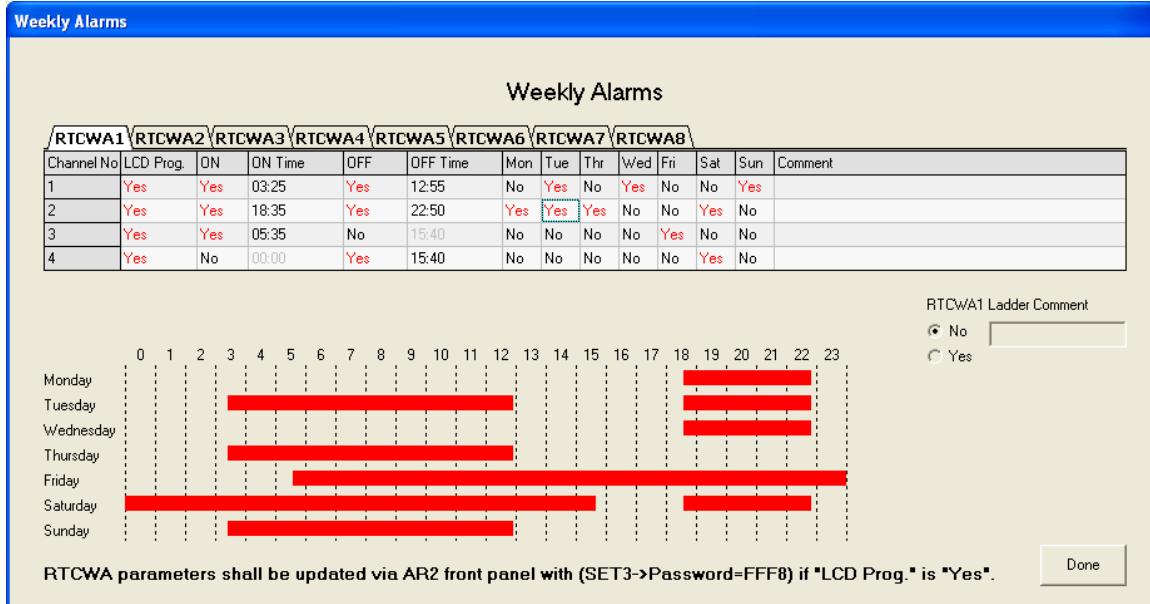 Weekly Alarms
Weekly Alarms
RTCWA1 RTCWA2 RTCWA3 RTCWA4 RTCWA5 RTCWA6 RTCWA7 RTCWA8
Channel No LCD Prog. ON ON Time OFF OFF Time Mon Tue Thr Wed Fri Sat Sun Comment
1 Yes Yes 03:25 Yes 12:55 No Yes No Yes No No Yes
2 Yes Yes 18:35 Yes 22:50 Yes Yes Yes No No Yes No
3 Yes Yes 05:35 No 15:40 No No No No Yes No No
4 Yes No 00:00 Yes 15:40 No No No No No Yes No
RTCWA1 Ladder Comment
No
Yes
0 1 2 3 4 5 6 7 8 9 10 11 12 13 14 15 16 17 18 19 20 21 22 23
Monday
Tuesday
Wednesday
Thursday
Friday
Saturday
Sunday
RTCWA parameters shall be updated via AR2 front panel with (SET3->Password=FFF8) if "LCD Prog." is "Yes".
Done